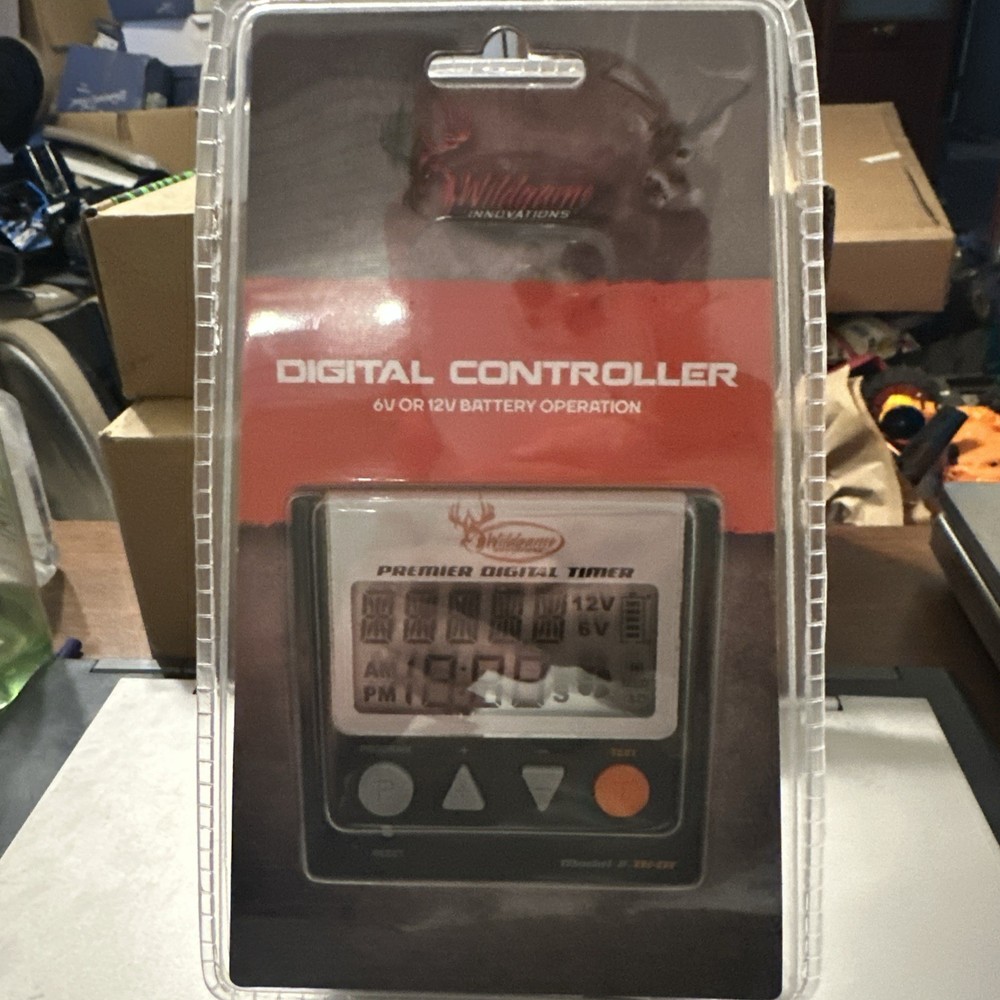 Wildgame
INNOVATIONS
DIGITAL CONTROLLER
6V OR 12V BATTERY OPERATION
Wildgame
PREMIER DIGITAL TIMER
12V
6V
AM
PM
S
PROGRAM + − TEST
P
RESET